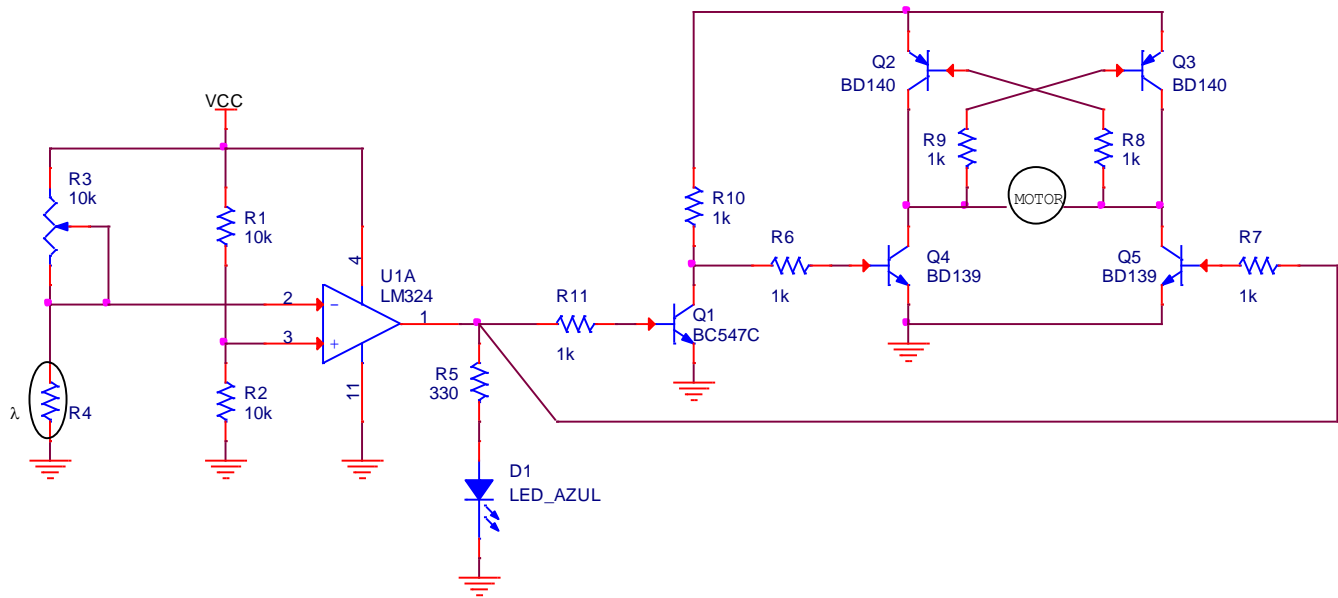 VCC
R3
10k
R1
10k
R2
10k
λ
R4
4
2
3
11
1
U1A
LM324
-
+
R5
330
D1
LED_AZUL
R11
1k
Q1
BC547C
R10
1k
R6
1k
Q2
BD140
Q3
BD140
R9
1k
R8
1k
MOTOR
Q4
BD139
Q5
BD139
R7
1k